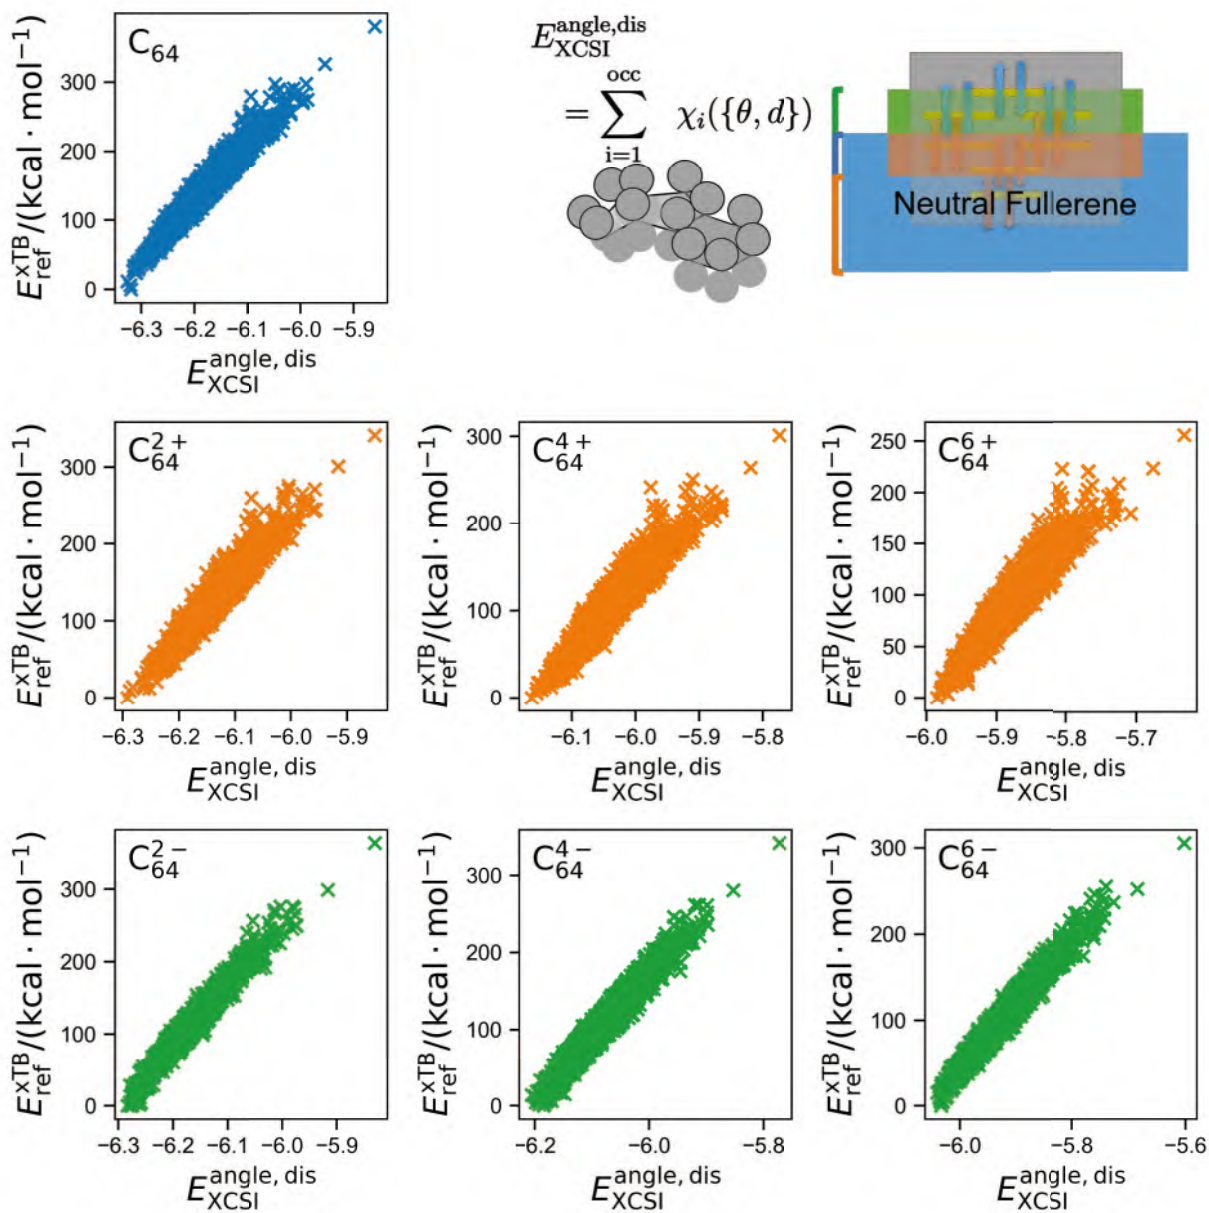 C64
E_ref^xTB/(kcal · mol−1)
300
200
100
0
−6.3 −6.2 −6.1 −6.0 −5.9
E_XCSI^angle, dis
E_XCSI^angle,dis
= ∑_{i=1}^{occ} χi({θ, d})
Neutral Fullerene
C64^2+
E_ref^xTB/(kcal · mol−1)
300
200
100
0
−6.3 −6.2 −6.1 −6.0 −5.9
E_XCSI^angle, dis
C64^4+
E_ref^xTB/(kcal · mol−1)
300
200
100
0
−6.1 −6.0 −5.9 −5.8
E_XCSI^angle, dis
C64^6+
E_ref^xTB/(kcal · mol−1)
250
200
150
100
50
0
−6.0 −5.9 −5.8 −5.7
E_XCSI^angle, dis
C64^2−
E_ref^xTB/(kcal · mol−1)
300
200
100
0
−6.3 −6.2 −6.1 −6.0 −5.9
E_XCSI^angle, dis
C64^4−
E_ref^xTB/(kcal · mol−1)
300
200
100
0
−6.2 −6.0 −5.8
E_XCSI^angle, dis
C64^6−
E_ref^xTB/(kcal · mol−1)
300
200
100
0
−6.0 −5.8 −5.6
E_XCSI^angle, dis